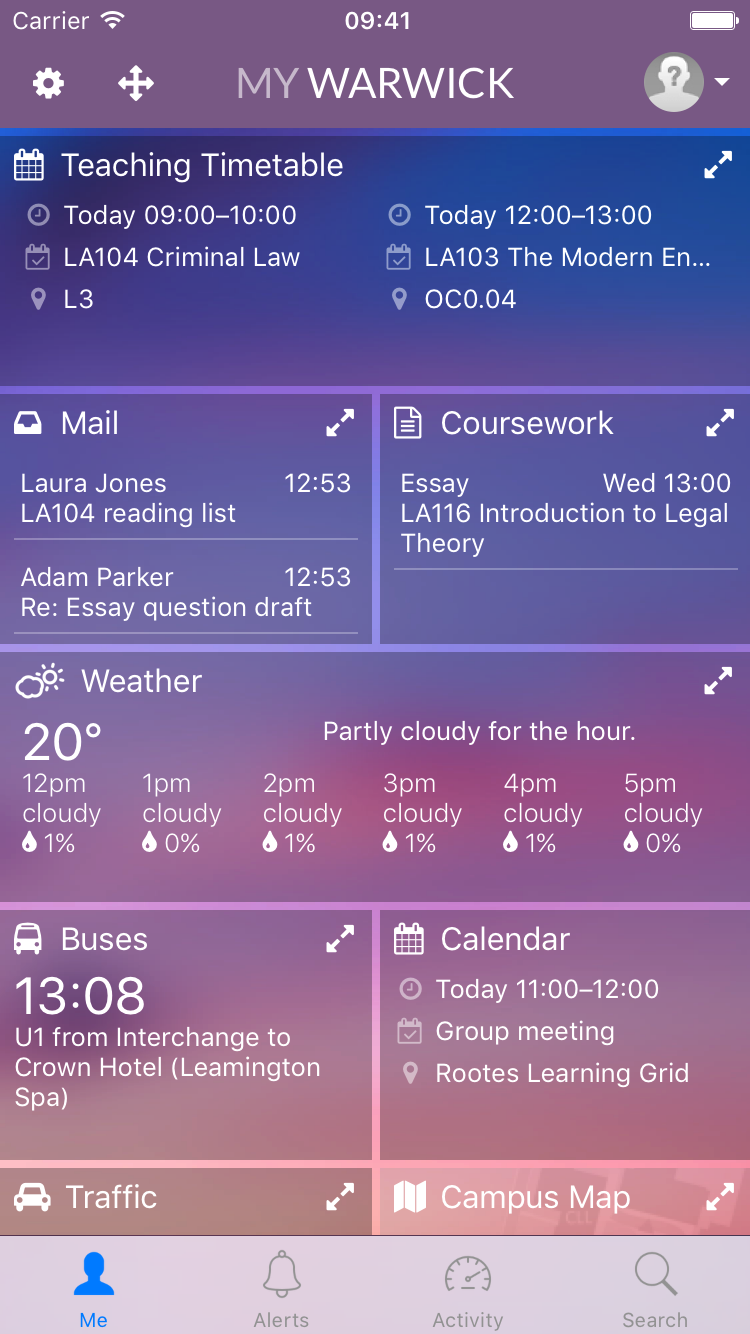 Carrier 09:41
MY WARWICK
Teaching Timetable
Today 09:00–10:00
LA104 Criminal Law
L3
Today 12:00–13:00
LA103 The Modern En...
OC0.04
Mail
Laura Jones 12:53
LA104 reading list
Adam Parker 12:53
Re: Essay question draft
Coursework
Essay Wed 13:00
LA116 Introduction to Legal
Theory
Weather
20°
Partly cloudy for the hour.
12pm 1pm 2pm 3pm 4pm 5pm
cloudy cloudy cloudy cloudy cloudy cloudy
1% 0% 1% 1% 1% 0%
Buses
13:08
U1 from Interchange to
Crown Hotel (Leamington
Spa)
Calendar
Today 11:00–12:00
Group meeting
Rootes Learning Grid
Traffic
Campus Map
CLL
Me Alerts Activity Search